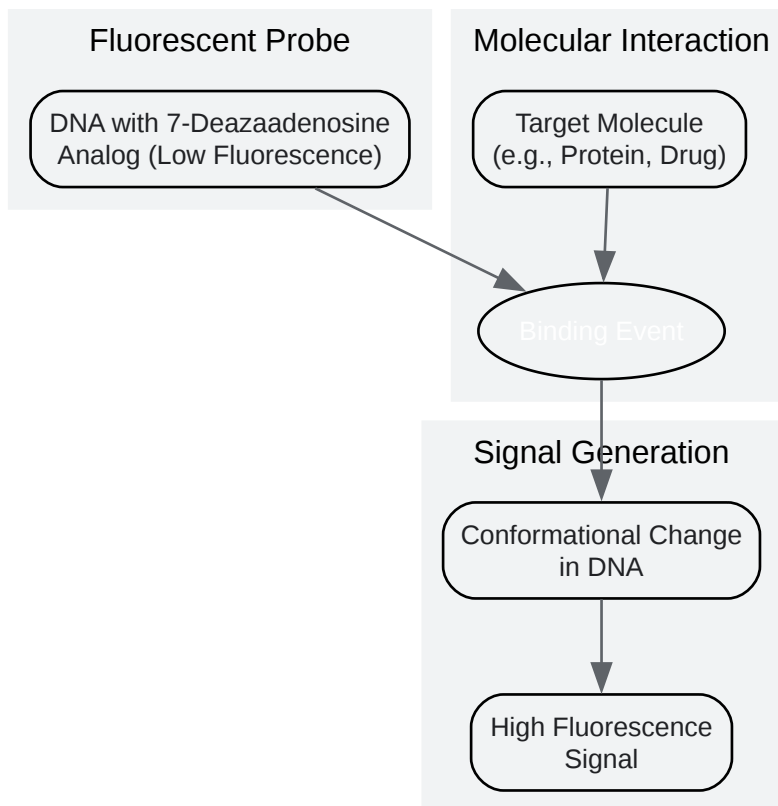 Fluorescent Probe
Molecular Interaction
DNA with 7-Deazaadenosine
Analog (Low Fluorescence)
Target Molecule
(e.g., Protein, Drug)
Binding Event
Signal Generation
Conformational Change
in DNA
High Fluorescence
Signal